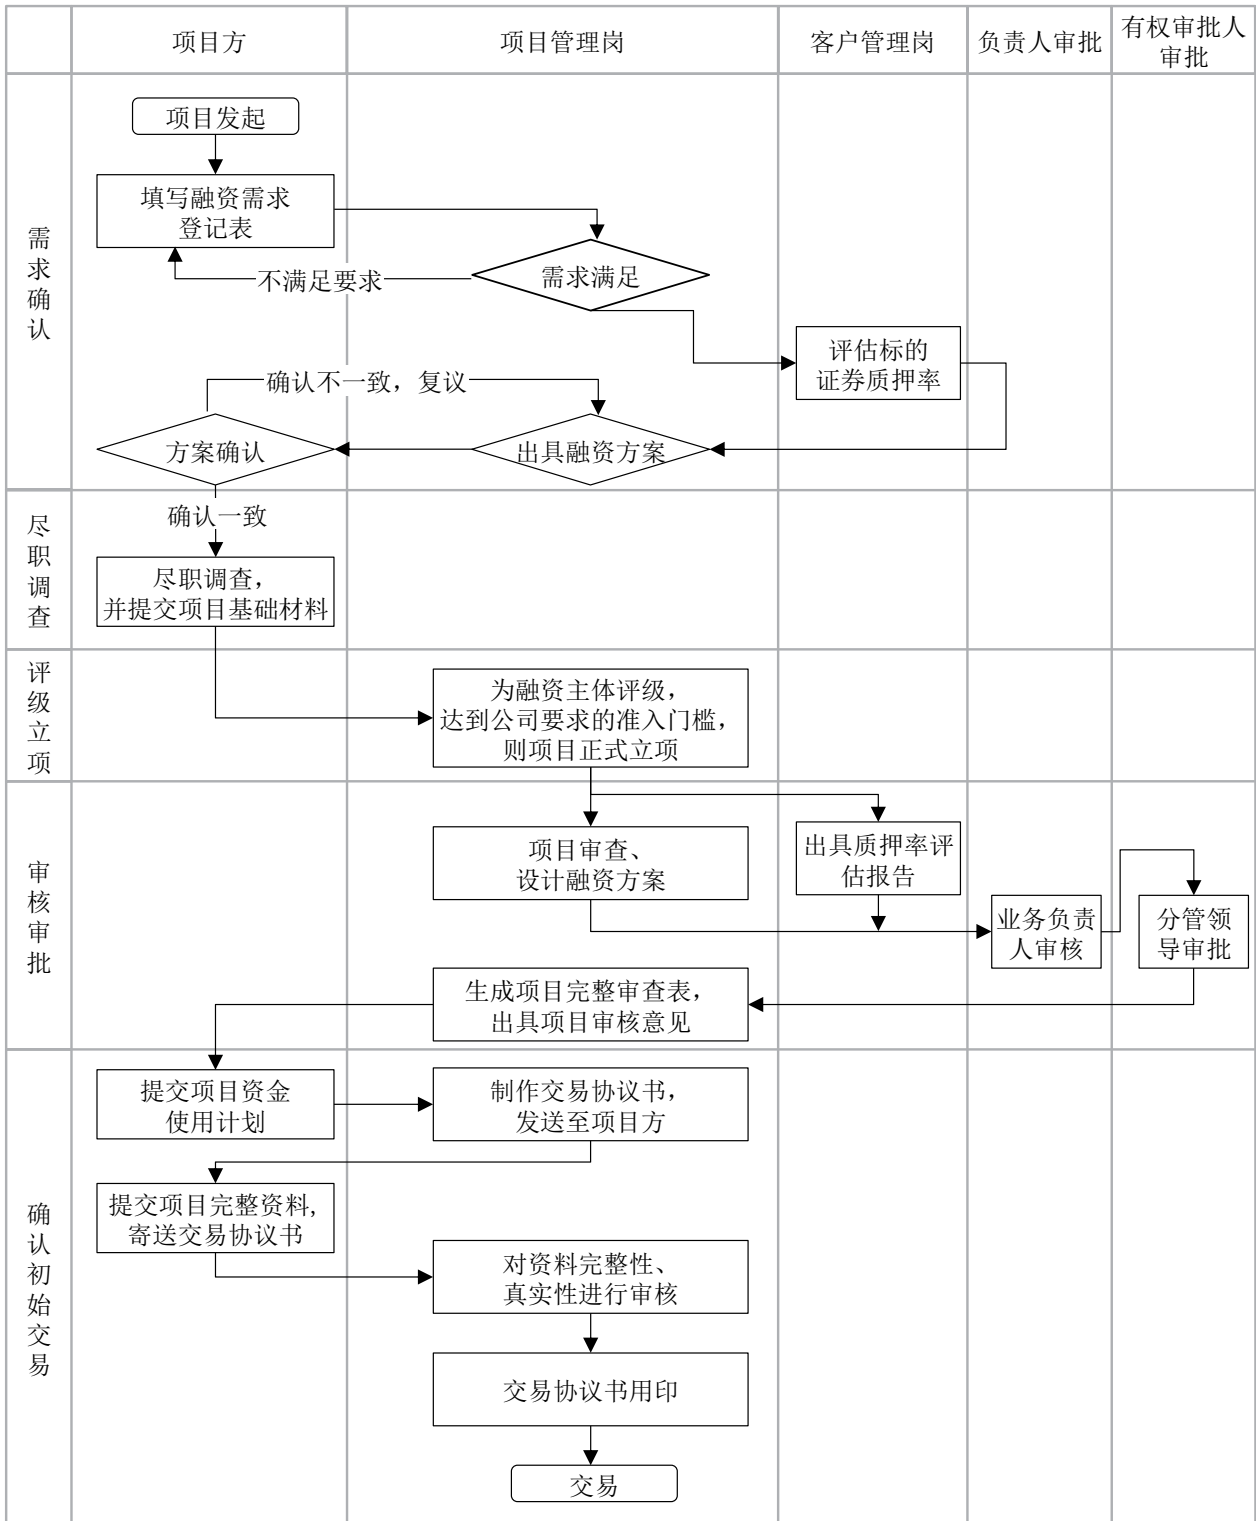 项目方
项目管理岗
客户管理岗
负责人审批
有权审批人
审批
需求确认
项目发起
填写融资需求
登记表
需求满足
不满足要求
评估标的
证券质押率
确认不一致，复议
方案确认
出具融资方案
尽职调查
确认一致
尽职调查，
并提交项目基础材料
评级立项
为融资主体评级，
达到公司要求的准入门槛，
则项目正式立项
审核审批
项目审查、
设计融资方案
出具质押率评
估报告
业务负责
人审核
分管领
导审批
生成项目完整审查表，
出具项目审核意见
确认初始交易
提交项目资金
使用计划
制作交易协议书，
发送至项目方
提交项目完整资料,
寄送交易协议书
对资料完整性、
真实性进行审核
交易协议书用印
交易